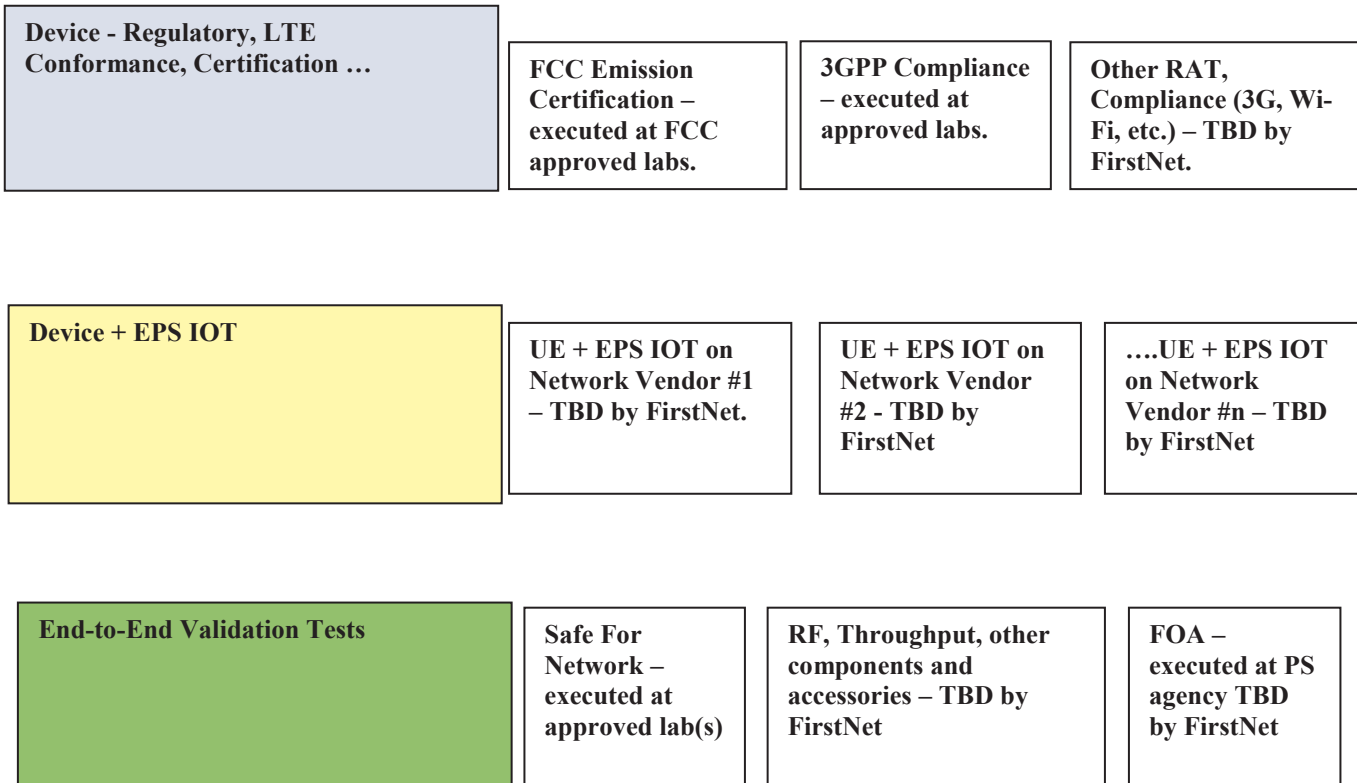 Device - Regulatory, LTE
Conformance, Certification …
FCC Emission
Certification –
executed at FCC
approved labs.
3GPP Compliance
– executed at
approved labs.
Other RAT,
Compliance (3G, Wi-
Fi, etc.) – TBD by
FirstNet.
Device + EPS IOT
UE + EPS IOT on
Network Vendor #1
– TBD by FirstNet.
UE + EPS IOT on
Network Vendor
#2 - TBD by
FirstNet
….UE + EPS IOT
on Network
Vendor #n – TBD
by FirstNet
End-to-End Validation Tests
Safe For
Network –
executed at
approved lab(s)
RF, Throughput, other
components and
accessories – TBD by
FirstNet
FOA –
executed at PS
agency TBD
by FirstNet